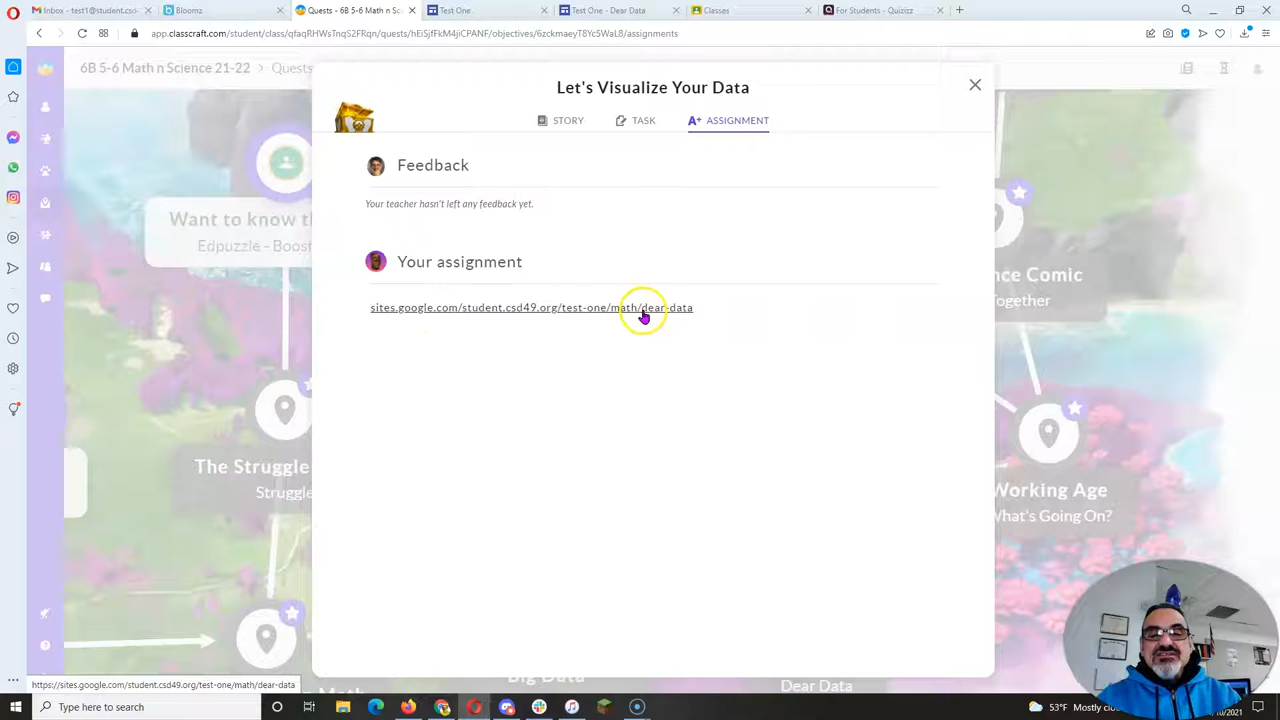 Inbox - test1@student.csd4
Bloomz
Quests - 6B 5-6 Math n S
Test One
Test One - Dear Data
Classes
For Students - Quizizz
app.classcraft.com/student/class/qfaqRHWsTnqS2FRqn/quests/hEiSjfFkM4jiCPANF/objectives/6zckmaeyT8Yc5WaL8/assignments
6B 5-6 Math n Science 21-22 > Quests
Let's Visualize Your Data
STORY
TASK
A+ ASSIGNMENT
Feedback
Your teacher hasn't left any feedback yet.
Want to know th
Edpuzzle - Boost
Your assignment
nce Comic
Together
sites.google.com/student.csd49.org/test-one/math/dear-data
The Struggle
Struggle
Working Age
What's Going On?
https://sites.google.com/student.csd49.org/test-one/math/dear-data
Math
Big Data
Dear Data
Type here to search
53°F Mostly clou
/10/2021